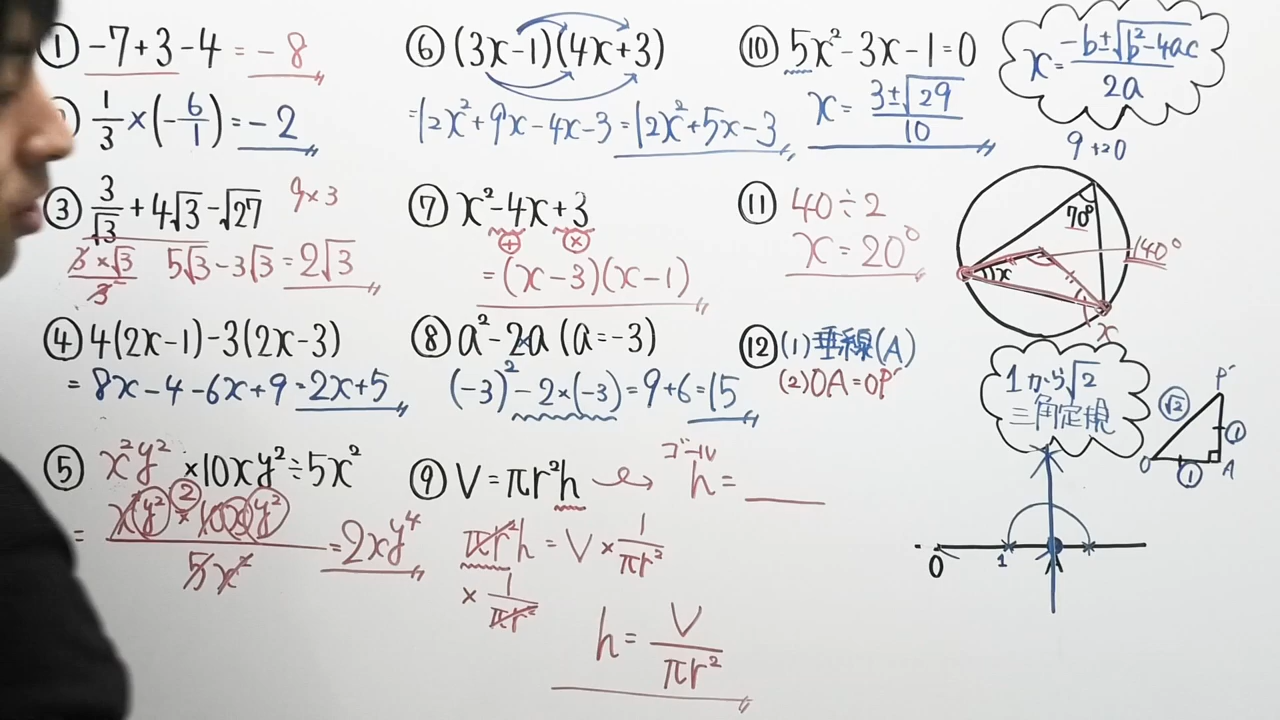 ① -7+3-4 = -8
1/3 × (-6/1) = -2
③ 3/√3 + 4√3 - √27 9×3
3×√3/3 5√3-3√3 = 2√3
④ 4(2x-1)-3(2x-3)
= 8x-4-6x+9 = 2x+5
⑤ x²y² × 10xy² ÷ 5x²
= x²y² × 10xy²/5x² = 2xy⁴
⑥ (3x-1)(4x+3)
= 12x²+9x-4x-3 = 12x²+5x-3
⑦ x²-4x+3
⊕ ⊗
= (x-3)(x-1)
⑧ a²-2a (a=-3)
(-3)²-2×(-3) = 9+6 = 15
⑨ V=πr²h
ゴール
h=
πr²h = V × 1/πr²
× 1/πr²
h = V/πr²
⑩ 5x²-3x-1=0
x = 3±√29/10
x = -b±√b²-4ac/2a
9+20
⑪ 40÷2
x=20°
70°
140°
x
x
⑫ (1)垂線(A)
(2)OA=OP
1から√2
三角定規
P
√2
①
O ① A
O 1 A